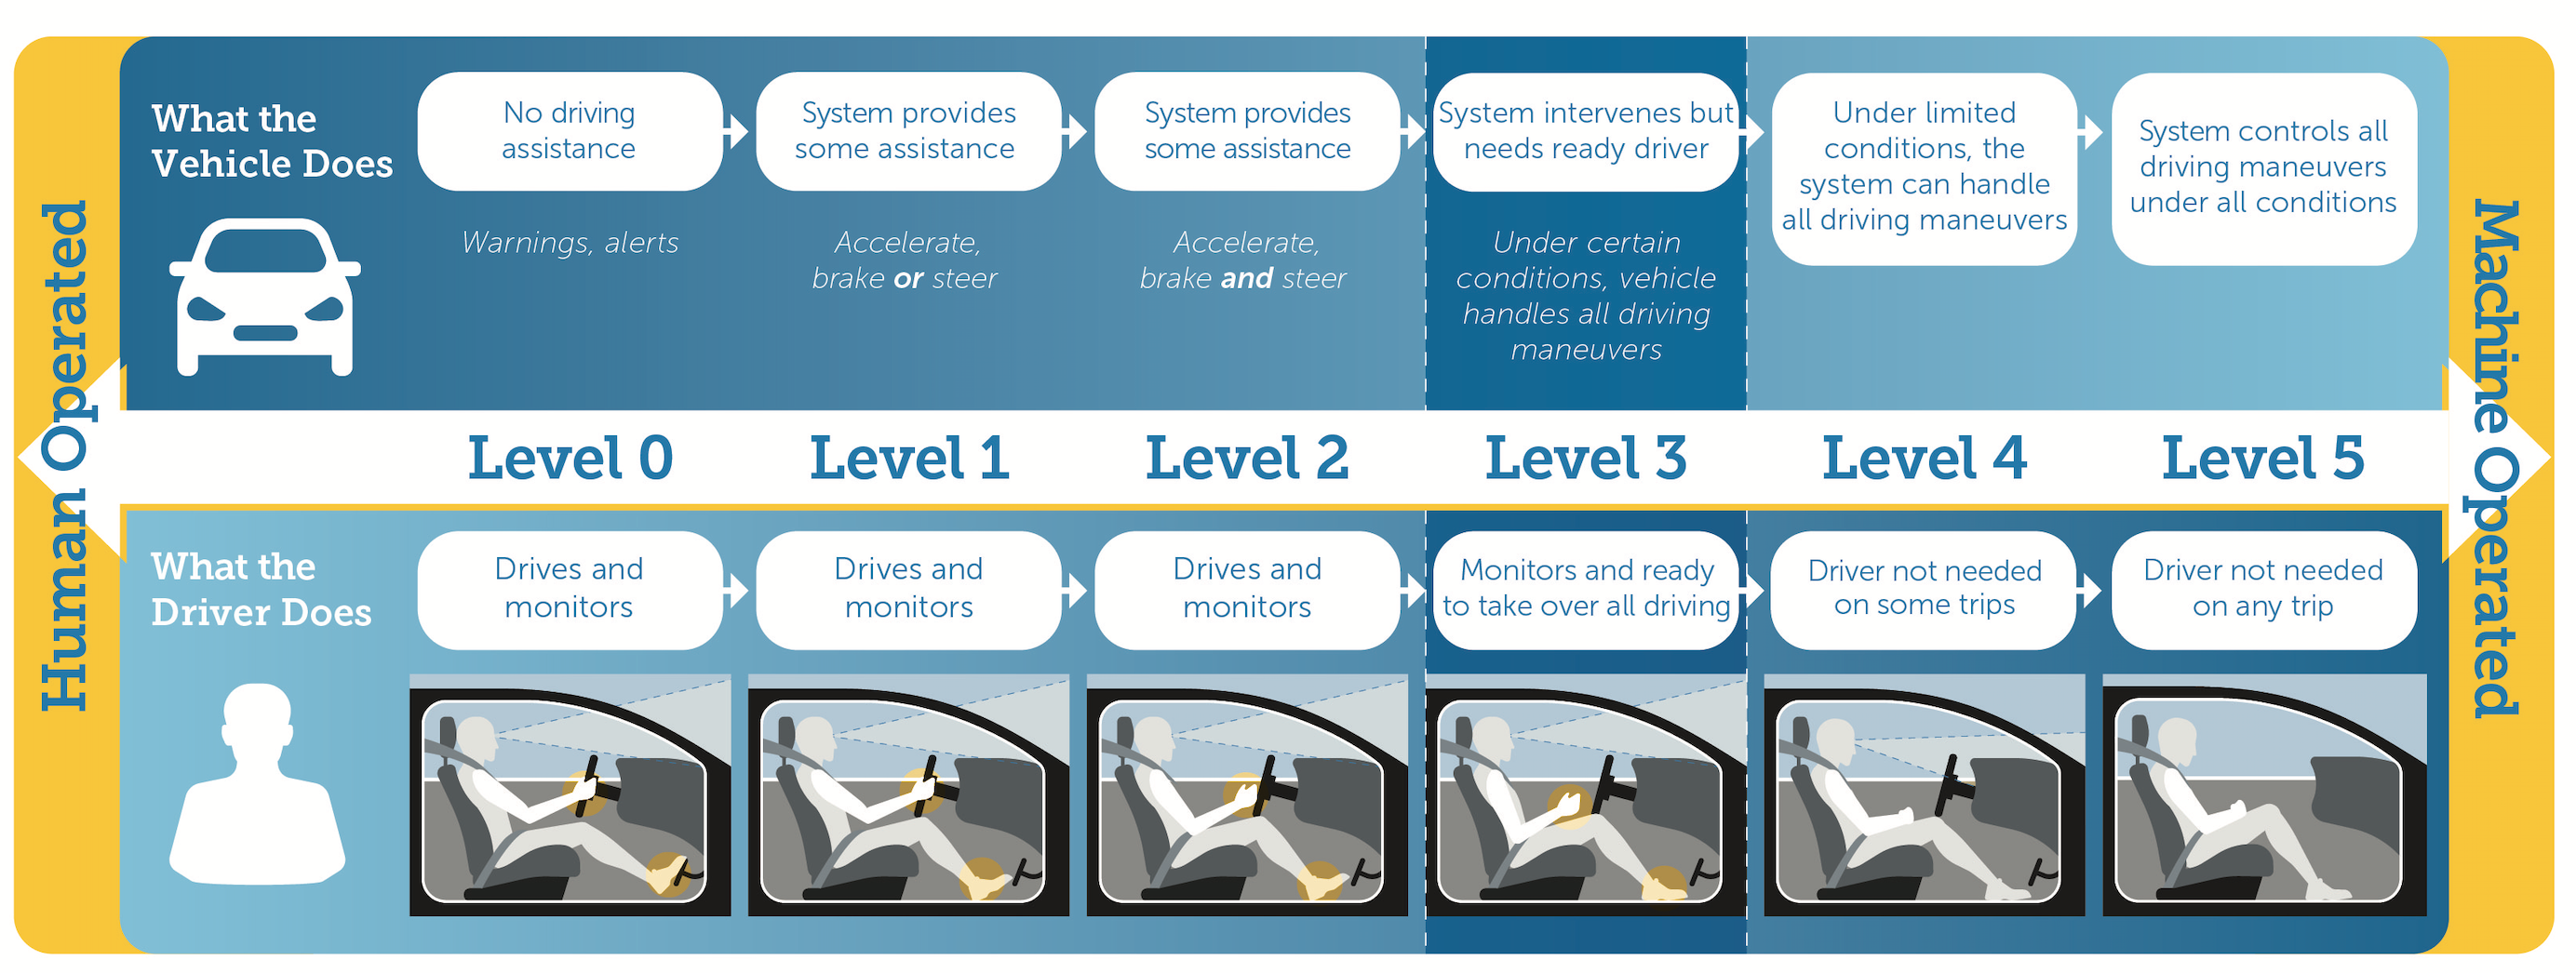 Human Operated
What the
Vehicle Does
No driving
assistance
Warnings, alerts
System provides
some assistance
Accelerate,
brake or steer
System provides
some assistance
Accelerate,
brake and steer
System intervenes but
needs ready driver
Under certain
conditions, vehicle
handles all driving
maneuvers
Under limited
conditions, the
system can handle
all driving maneuvers
System controls all
driving maneuvers
under all conditions
Level 0
Level 1
Level 2
Level 3
Level 4
Level 5
What the
Driver Does
Drives and
monitors
Drives and
monitors
Drives and
monitors
Monitors and ready
to take over all driving
Driver not needed
on some trips
Driver not needed
on any trip
Machine Operated